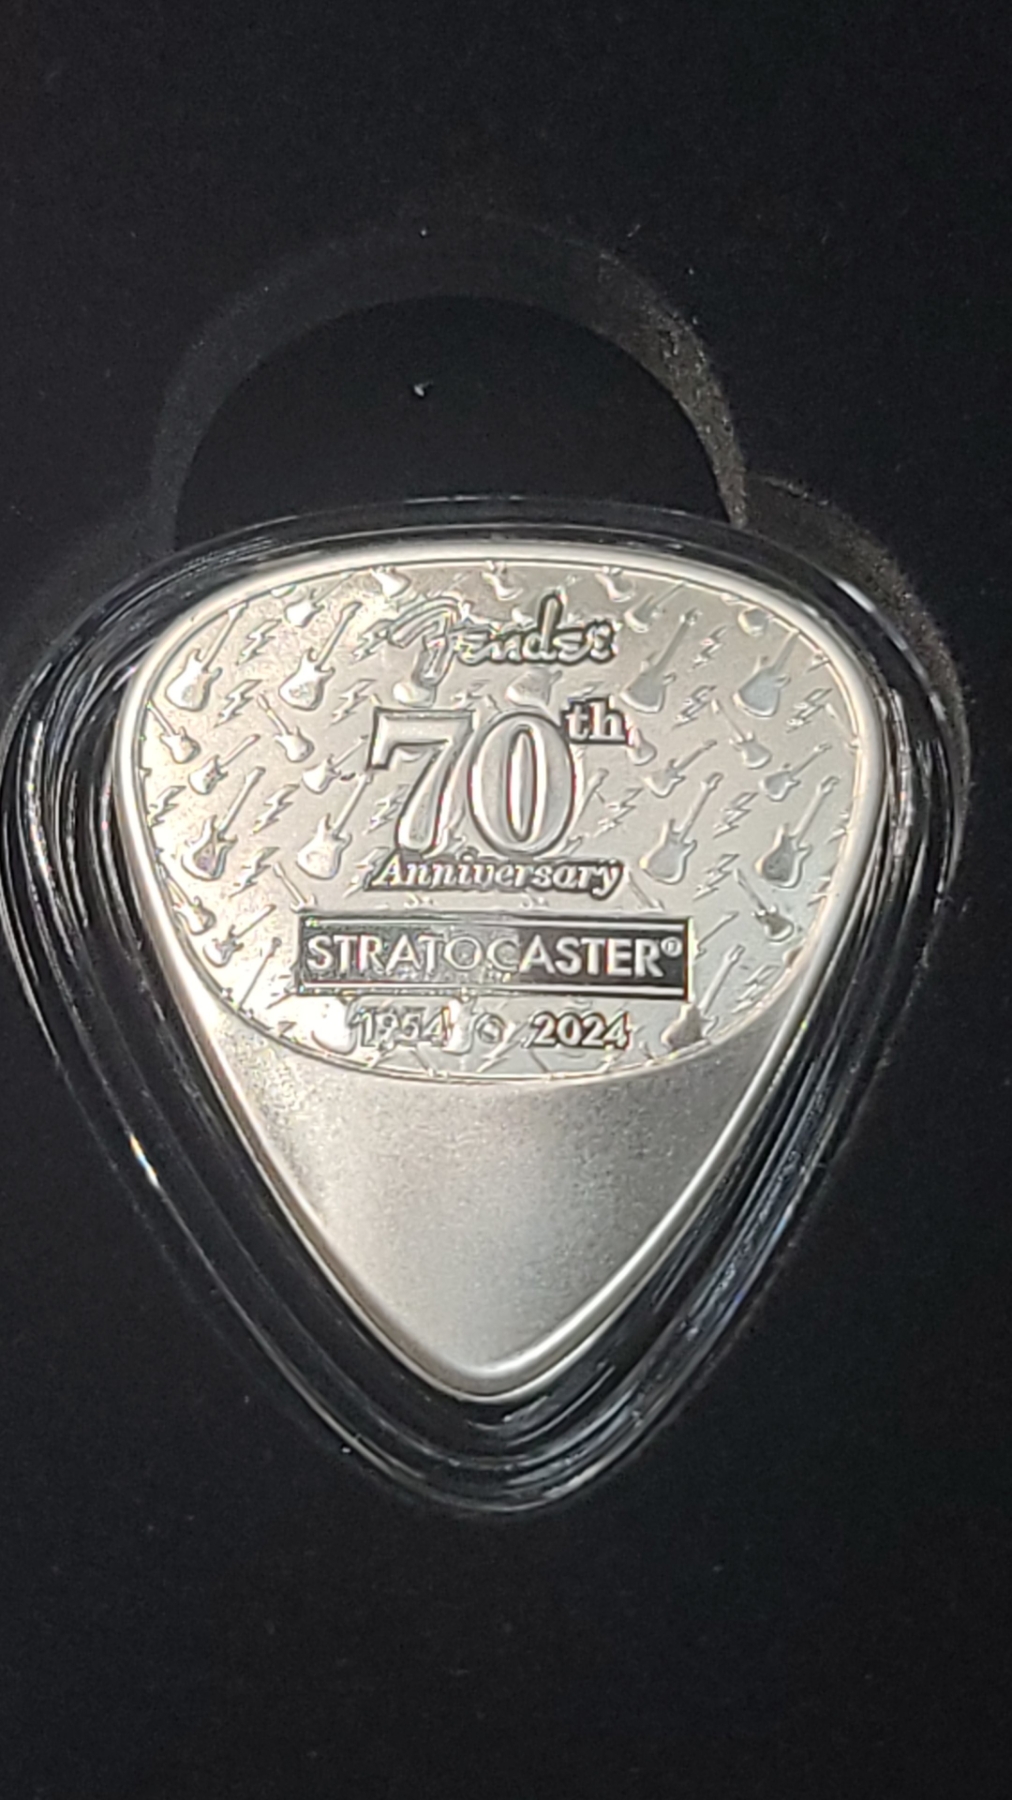 Fender
70th
Anniversary
STRATOCASTER®
1954 2024